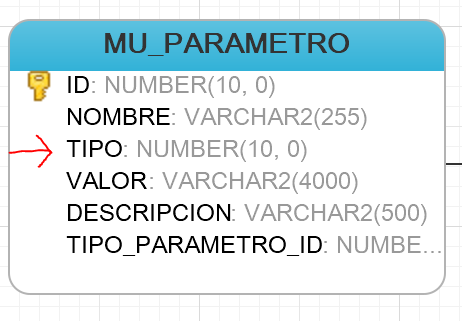 MU_PARAMETRO
ID: NUMBER(10, 0)
NOMBRE: VARCHAR2(255)
TIPO: NUMBER(10, 0)
VALOR: VARCHAR2(4000)
DESCRIPCION: VARCHAR2(500)
TIPO_PARAMETRO_ID: NUMBE...